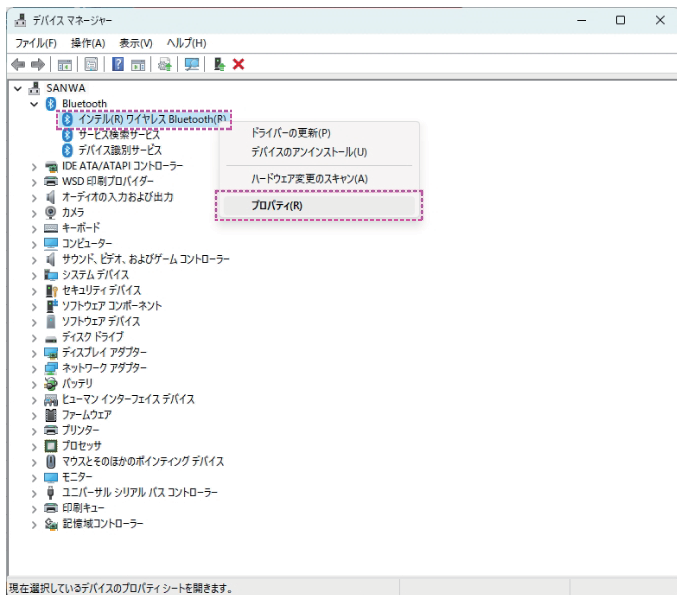 デバイス マネージャー
ファイル(F) 操作(A) 表示(V) ヘルプ(H)
SANWA
Bluetooth
インテル(R) ワイヤレス Bluetooth(R)
サービス検索サービス
デバイス識別サービス
ドライバーの更新(P)
デバイスのアンインストール(U)
ハードウェア変更のスキャン(A)
プロパティ(R)
IDE ATA/ATAPI コントローラー
WSD 印刷プロバイダー
オーディオの入力および出力
カメラ
キーボード
コンピューター
サウンド、ビデオ、およびゲーム コントローラー
システム デバイス
セキュリティ デバイス
ソフトウェア コンポーネント
ソフトウェア デバイス
ディスク ドライブ
ディスプレイ アダプター
ネットワーク アダプター
バッテリ
ヒューマン インターフェイス デバイス
ファームウェア
プリンター
プロセッサ
マウスとそのほかのポインティング デバイス
モニター
ユニバーサル シリアル バス コントローラー
印刷キュー
記憶域コントローラー
現在選択しているデバイスのプロパティ シートを開きます。